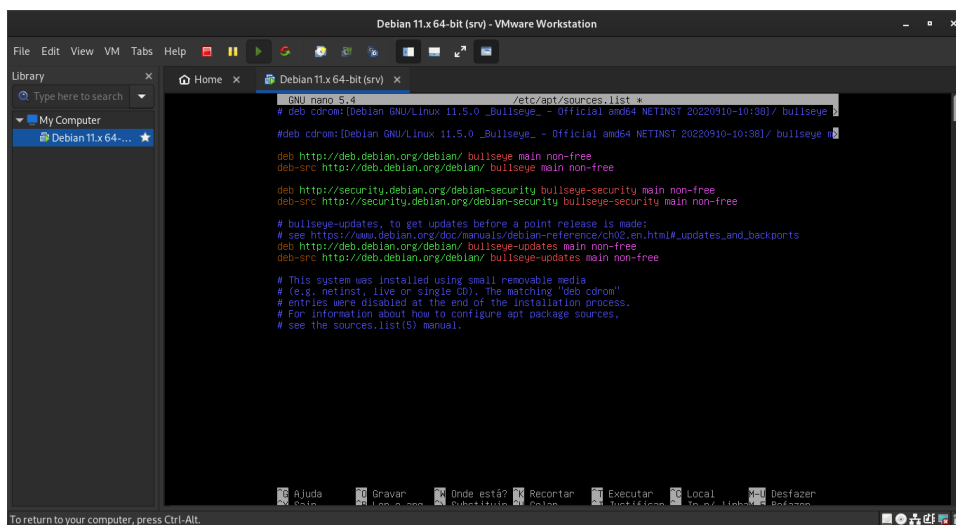 Debian 11.x 64-bit (srv) - VMware Workstation
File Edit View VM Tabs Help
Library
Home
Debian 11.x 64-bit (srv)
Type here to search
My Computer
Debian 11.x 64-...
GNU nano 5.4 /etc/apt/sources.list *
# deb cdrom:[Debian GNU/Linux 11.5.0 _Bullseye_ - Official amd64 NETINST 20220910-10:38]/ bullseye >
#deb cdrom:[Debian GNU/Linux 11.5.0 _Bullseye_ - Official amd64 NETINST 20220910-10:38]/ bullseye m>
deb http://deb.debian.org/debian/ bullseye main non-free
deb-src http://deb.debian.org/debian/ bullseye main non-free
deb http://security.debian.org/debian-security bullseye-security main non-free
deb-src http://security.debian.org/debian-security bullseye-security main non-free
# bullseye-updates, to get updates before a point release is made;
# see https://www.debian.org/doc/manuals/debian-reference/ch02.en.html#_updates_and_backports
deb http://deb.debian.org/debian/ bullseye-updates main non-free
deb-src http://deb.debian.org/debian/ bullseye-updates main non-free
# This system was installed using small removable media
# (e.g. netinst, live or single CD). The matching "deb cdrom"
# entries were disabled at the end of the installation process.
# For information about how to configure apt package sources,
# see the sources.list(5) manual.
^G Ajuda ^O Gravar ^W Onde está? ^K Recortar ^T Executar ^C Local M-U Desfazer
To return to your computer, press Ctrl-Alt.